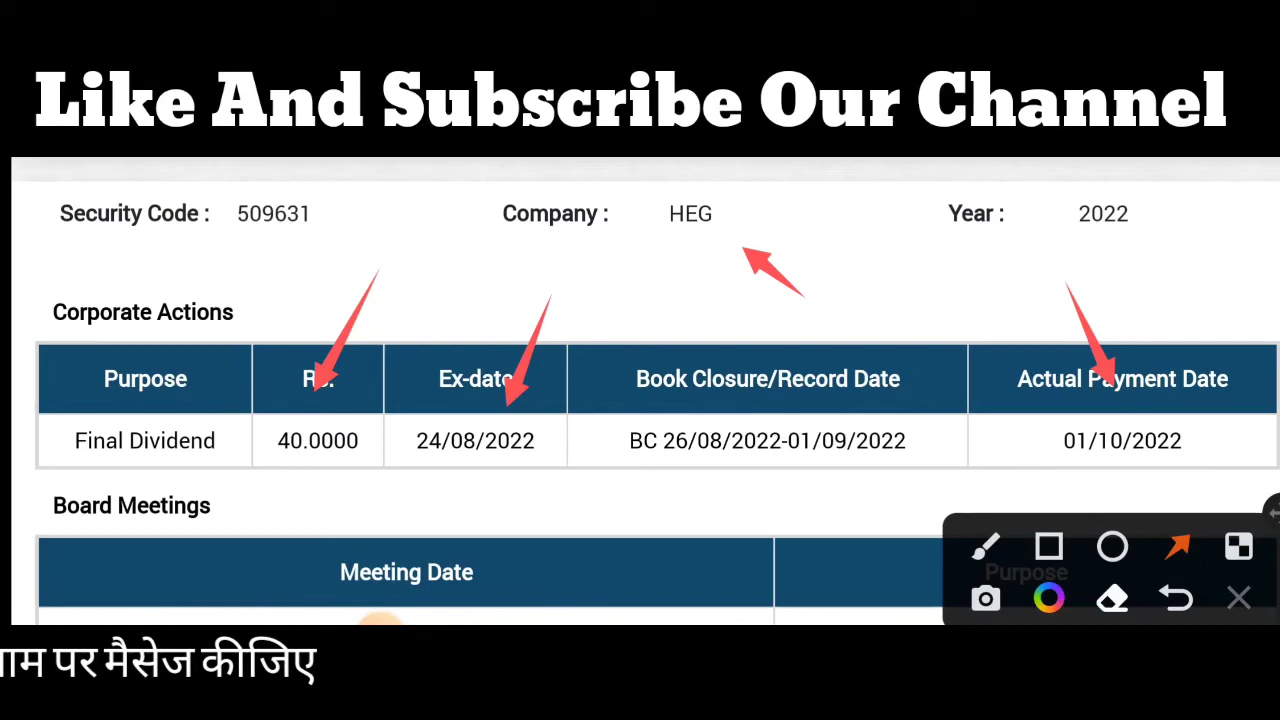 Like And Subscribe Our Channel
Security Code : 509631 Company : HEG Year : 2022
Corporate Actions
Purpose Rs. Ex-date Book Closure/Record Date Actual Payment Date
Final Dividend 40.0000 24/08/2022 BC 26/08/2022-01/09/2022 01/10/2022
Board Meetings
Meeting Date Purpose
पर मैसेज कीजिए